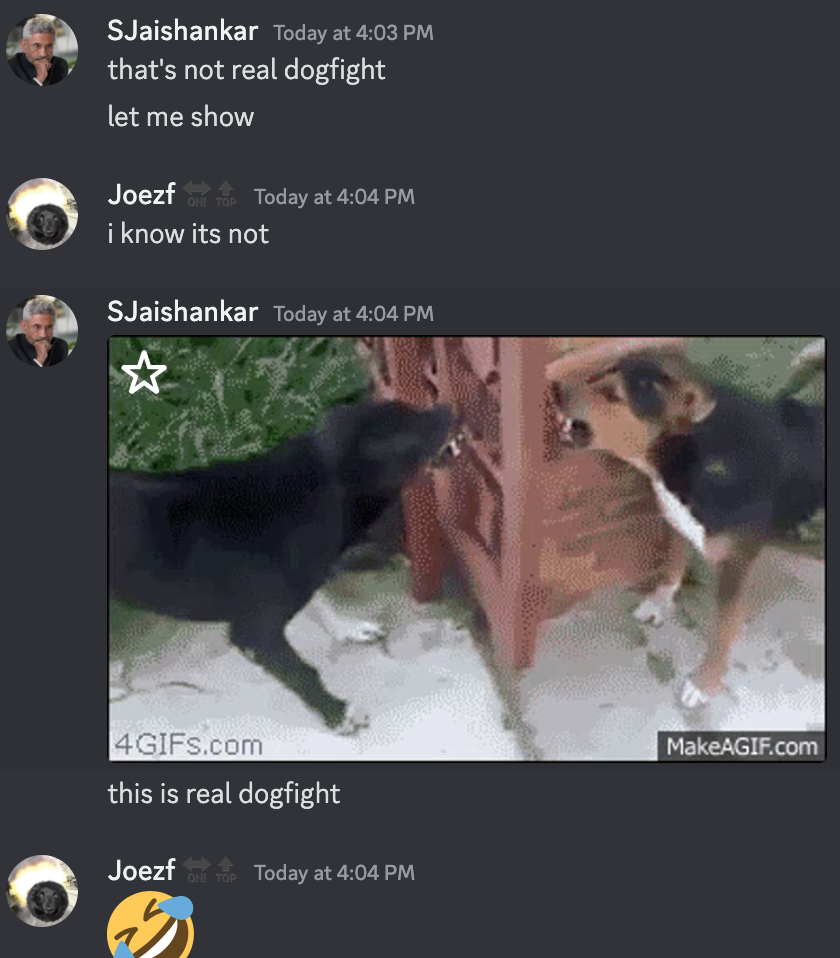 SJaishankar Today at 4:03 PM
that's not real dogfight
let me show
Joezf ON! TOP Today at 4:04 PM
i know its not
SJaishankar Today at 4:04 PM
4GIFs.com
MakeAGIF.com
this is real dogfight
Joezf ON! TOP Today at 4:04 PM